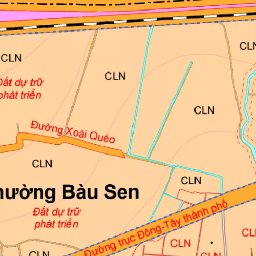 CLN
CLN
CLN
Đất dự trữ
phát triển
CLN
CLN
Đường Xoài Quéo
CLN
CLN
hường Bàu Sen
Đất dự trữ
phát triển
Đường trục Đông-Tây thành phố
CLN
CLN